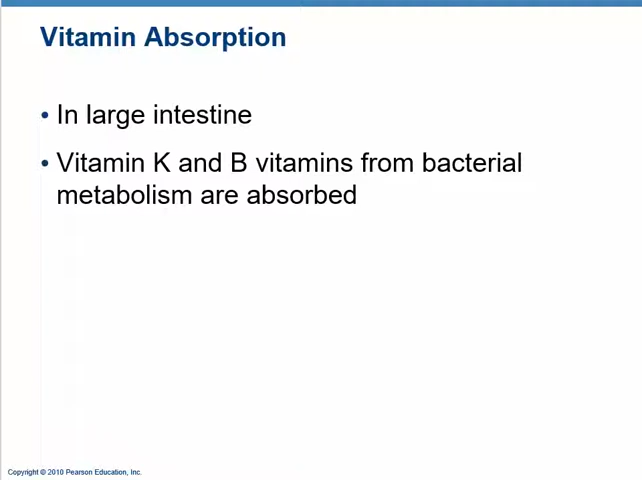 Vitamin Absorption
• In large intestine
• Vitamin K and B vitamins from bacterial
metabolism are absorbed
Copyright © 2010 Pearson Education, Inc.